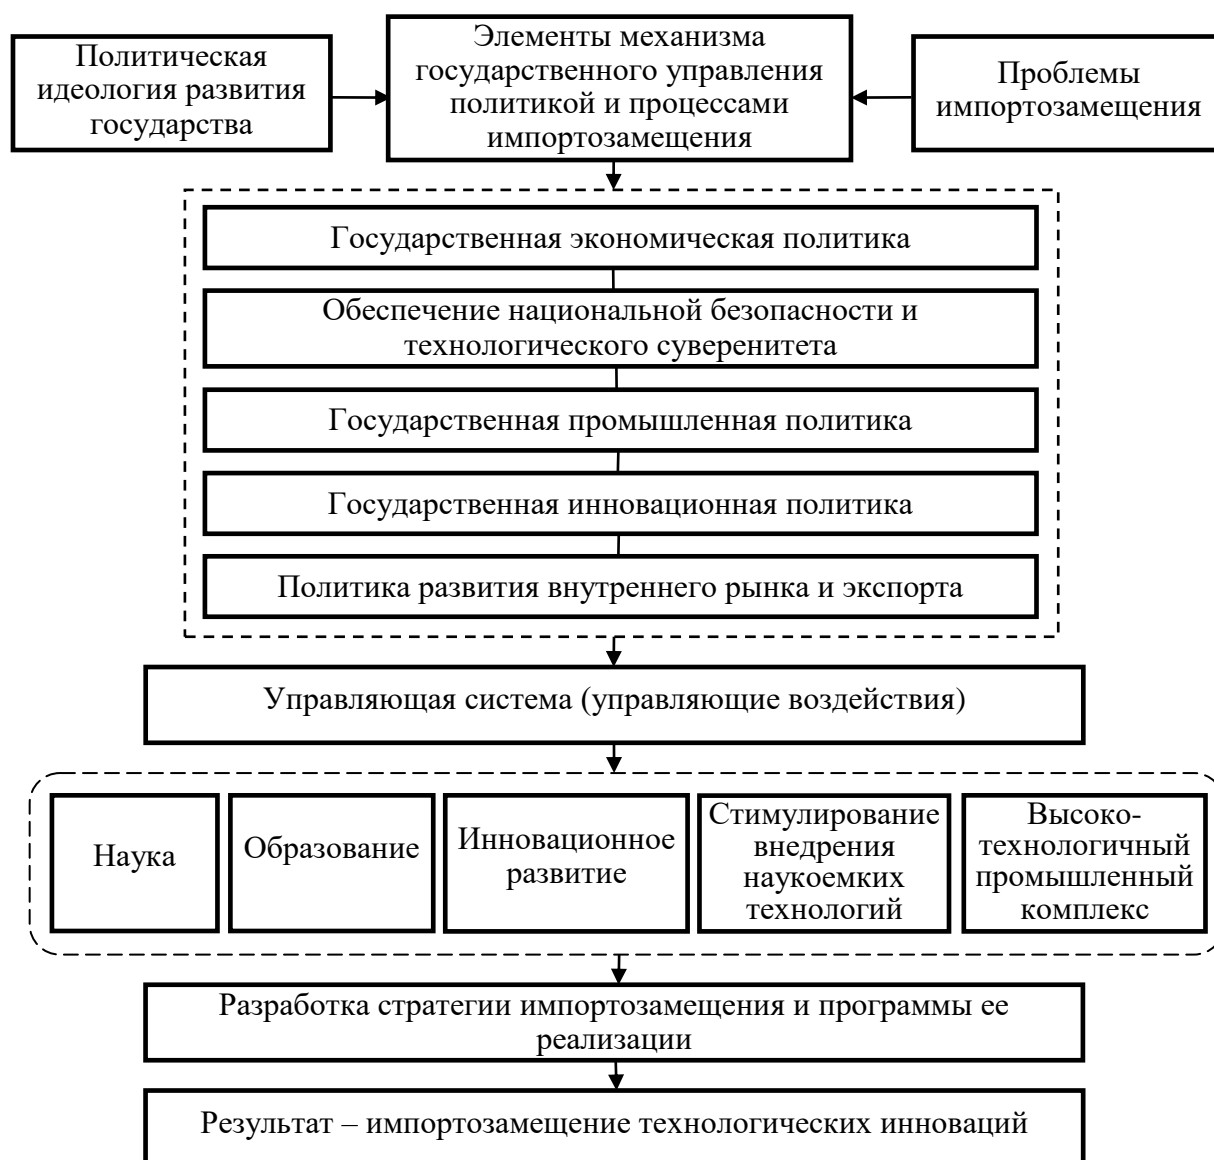 Политическая
идеология развития
государства
Элементы механизма
государственного управления
политикой и процессами
импортозамещения
Проблемы
импортозамещения
Государственная экономическая политика
Обеспечение национальной безопасности и
технологического суверенитета
Государственная промышленная политика
Государственная инновационная политика
Политика развития внутреннего рынка и экспорта
Управляющая система (управляющие воздействия)
Наука
Образование
Инновационное
развитие
Стимулирование
внедрения
наукоемких
технологий
Высоко-
технологичный
промышленный
комплекс
Разработка стратегии импортозамещения и программы ее
реализации
Результат – импортозамещение технологических инноваций